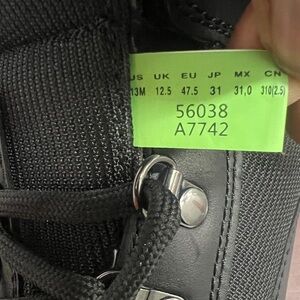 US UK EU JP MX CN
13M 12.5 47.5 31 31,0 310(2.5)
56038
A7742